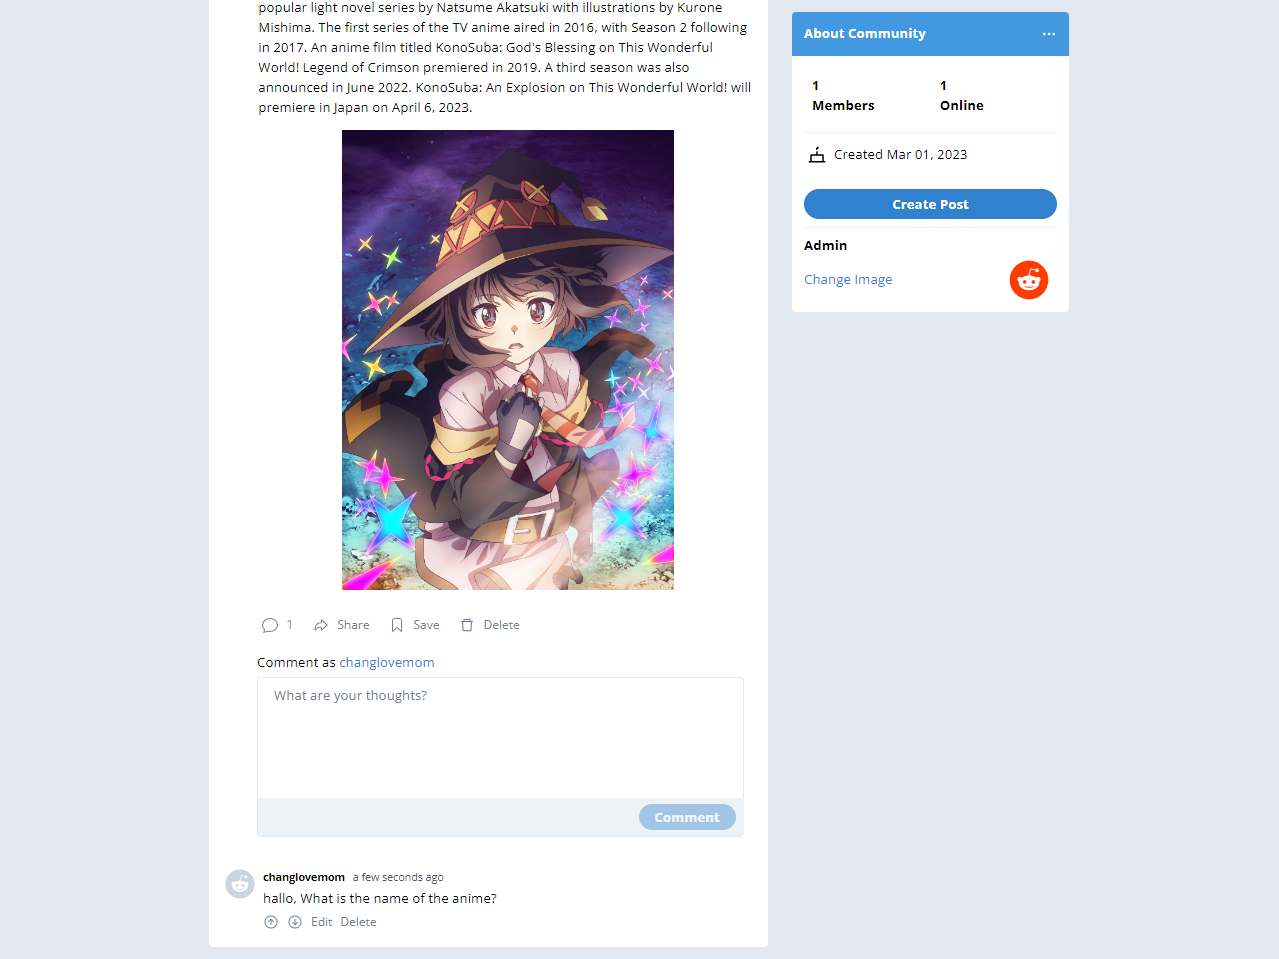 popular light novel series by Natsume Akatsuki with illustrations by Kurone
Mishima. The first series of the TV anime aired in 2016, with Season 2 following
in 2017. An anime film titled KonoSuba: God's Blessing on This Wonderful
World! Legend of Crimson premiered in 2019. A third season was also
announced in June 2022. KonoSuba: An Explosion on This Wonderful World! will
premiere in Japan on April 6, 2023.
1
Share
Save
Delete
Comment as changlovemom
What are your thoughts?
Comment
changlovemom a few seconds ago
hallo, What is the name of the anime?
Edit Delete
About Community
1 1
Members Online
Created Mar 01, 2023
Create Post
Admin
Change Image